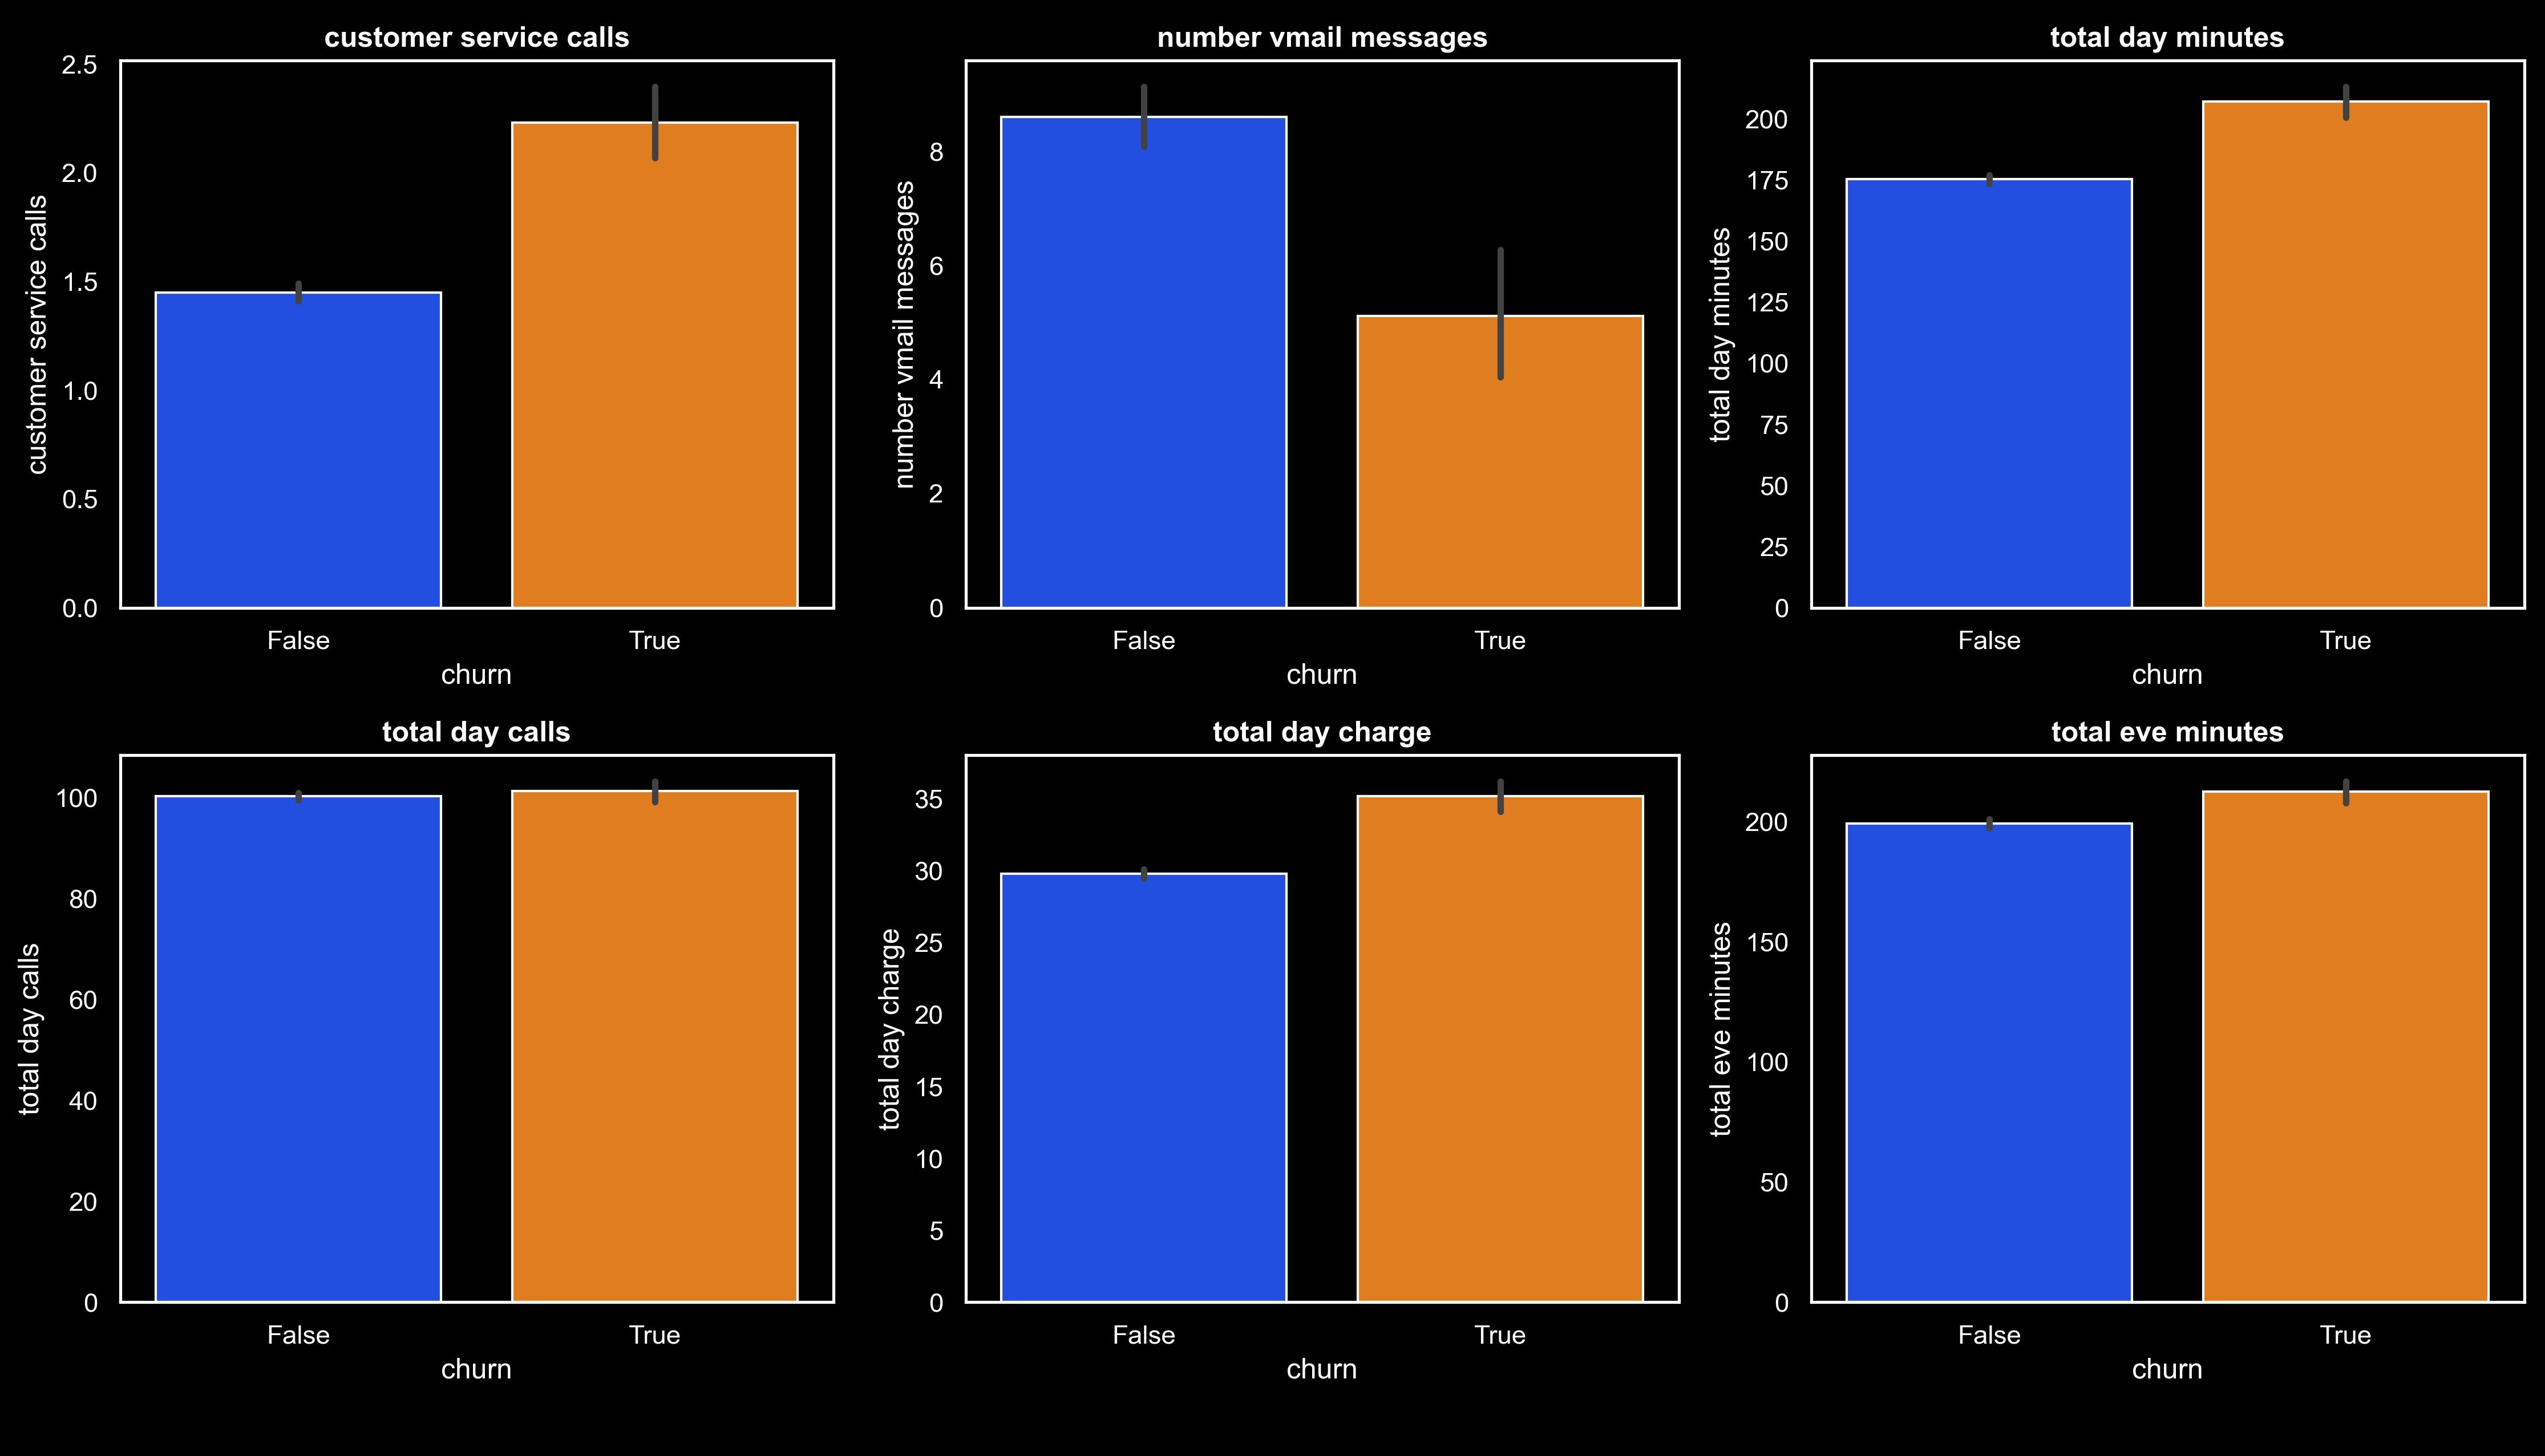 customer service calls
customer service calls
2.5
2.0
1.5
1.0
0.5
0.0
False True
churn
number vmail messages
number vmail messages
8
6
4
2
0
False True
churn
total day minutes
total day minutes
200
175
150
125
100
75
50
25
0
False True
churn
total day calls
total day calls
100
80
60
40
20
0
False True
churn
total day charge
total day charge
35
30
25
20
15
10
5
0
False True
churn
total eve minutes
total eve minutes
200
150
100
50
0
False True
churn